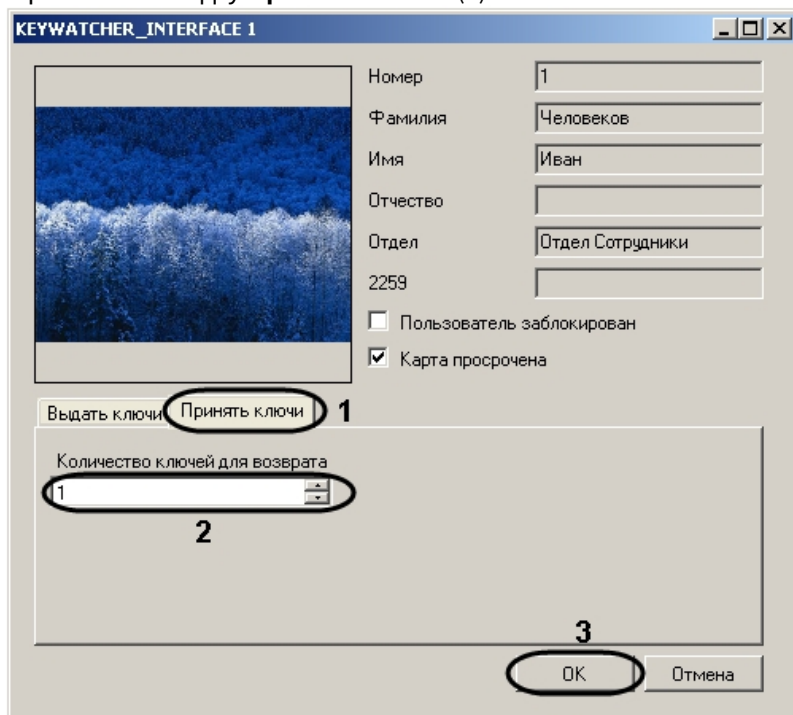 KEYWATCHER_INTERFACE 1
Номер 1
Фамилия Человеков
Имя Иван
Отчество
Отдел Отдел Сотрудники
2259
Пользователь заблокирован
Карта просрочена
Выдать ключи Принять ключи 1
Количество ключей для возврата
1
2
3
OK Отмена